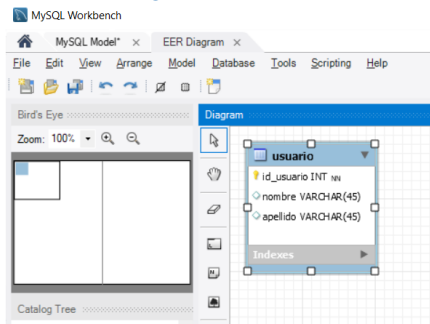 MySQL Workbench
MySQL Model* × EER Diagram ×
File Edit View Arrange Model Database Tools Scripting Help
Bird's Eye
Zoom: 100%
Catalog Tree
Diagram
usuario
id_usuario INT NN
nombre VARCHAR(45)
apellido VARCHAR(45)
Indexes